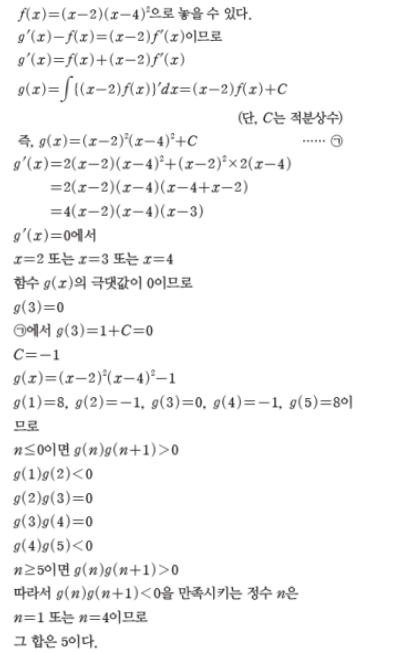 f(x)=(x-2)(x-4)²으로 놓을 수 있다.
g′(x)-f(x)=(x-2)f′(x)이므로
g′(x)=f(x)+(x-2)f′(x)
g(x)=∫{(x-2)f(x)}′dx=(x-2)f(x)+C
(단, C는 적분상수)
즉, g(x)=(x-2)²(x-4)²+C ······ ㉠
g′(x)=2(x-2)(x-4)²+(x-2)²×2(x-4)
=2(x-2)(x-4)(x-4+x-2)
=4(x-2)(x-4)(x-3)
g′(x)=0에서
x=2 또는 x=3 또는 x=4
함수 g(x)의 극댓값이 0이므로
g(3)=0
㉠에서 g(3)=1+C=0
C=-1
g(x)=(x-2)²(x-4)²-1
g(1)=8, g(2)=-1, g(3)=0, g(4)=-1, g(5)=8이
므로
n≤0이면 g(n)g(n+1)>0
g(1)g(2)<0
g(2)g(3)=0
g(3)g(4)=0
g(4)g(5)<0
n≥5이면 g(n)g(n+1)>0
따라서 g(n)g(n+1)<0을 만족시키는 정수 n은
n=1 또는 n=4이므로
그 합은 5이다.